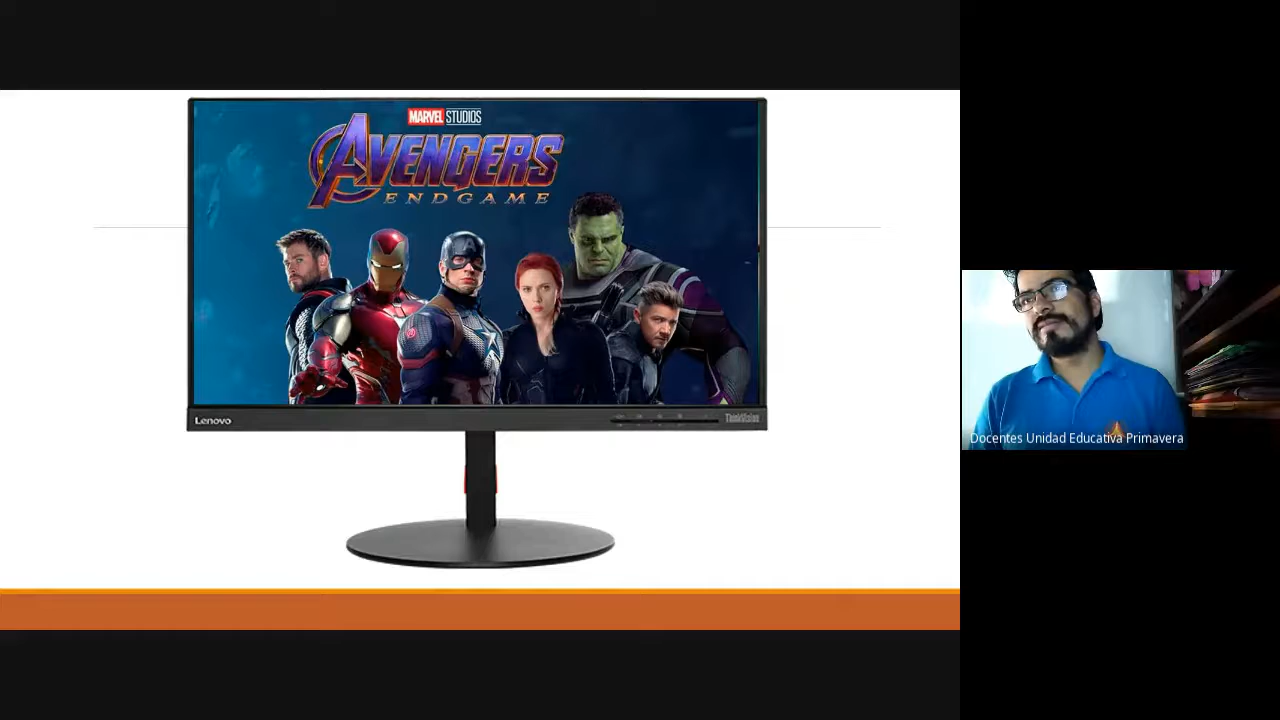 MARVEL STUDIOS
AVENGERS
ENDGAME
Lenovo
ThinkVision
Docentes Unidad Educativa Primavera